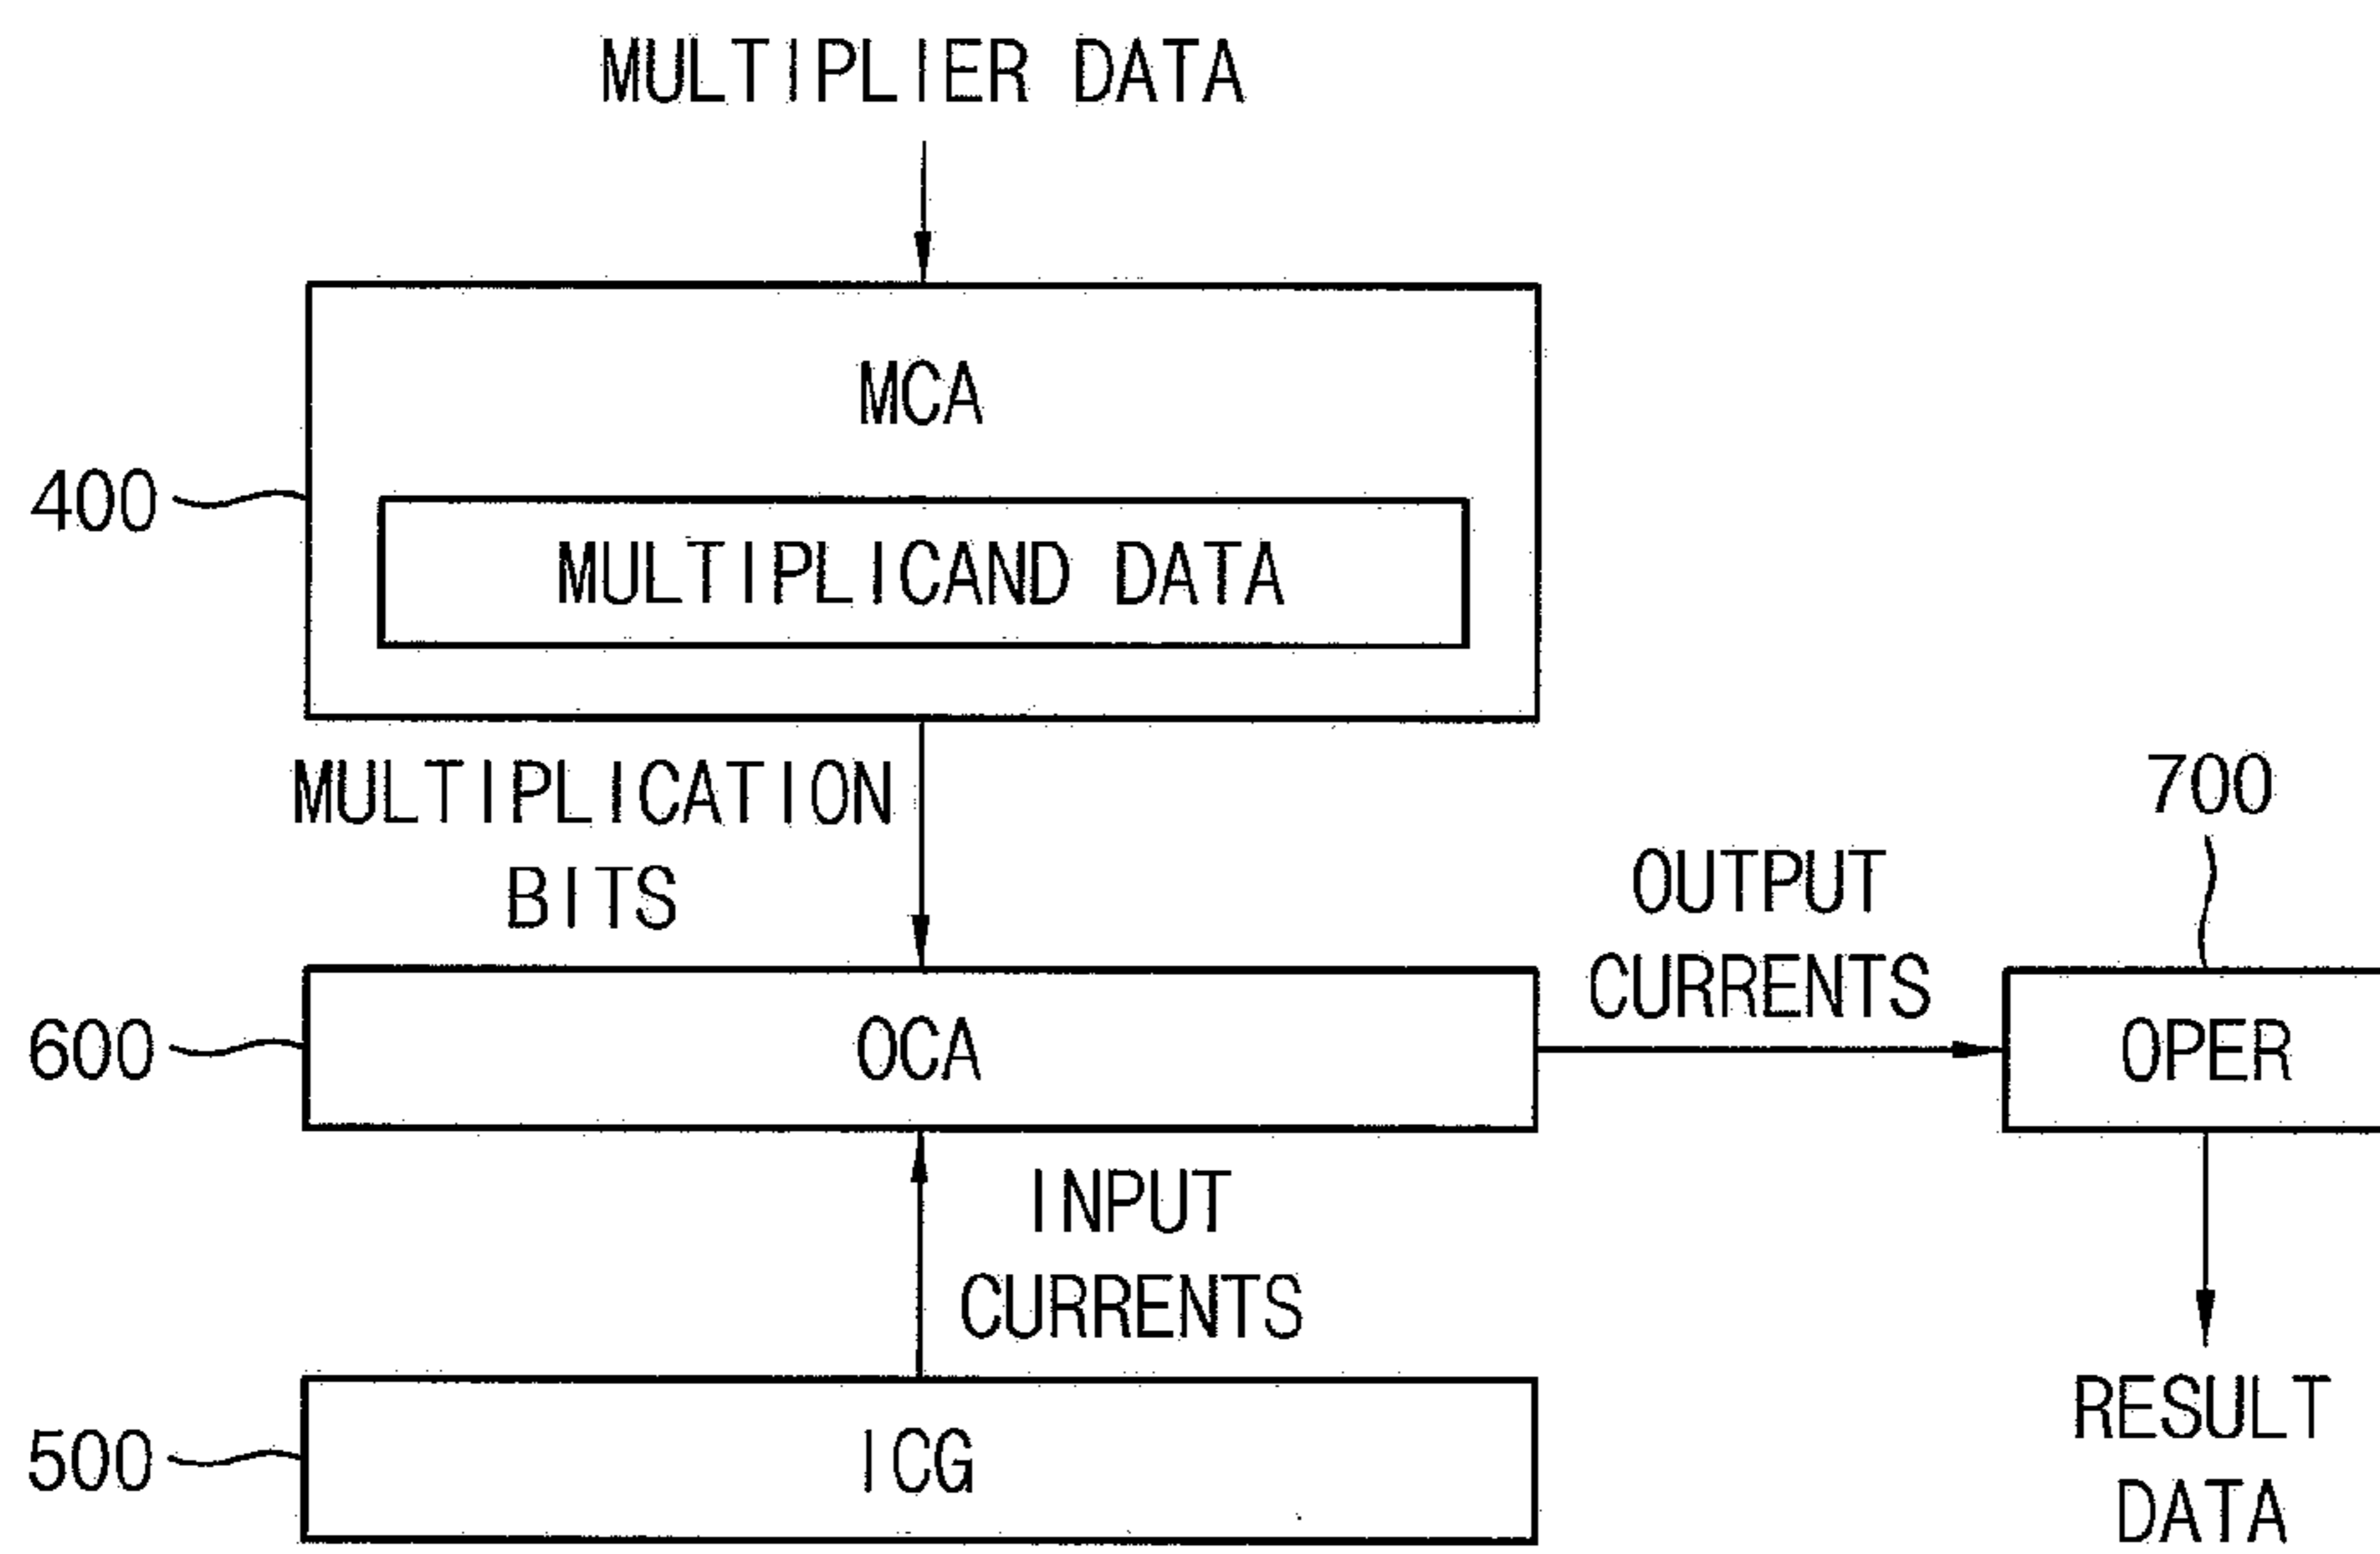 MULTIPLIER DATA
MCA
400
MULTIPLICAND DATA
MULTIPLICATION
BITS
700
OUTPUT
CURRENTS
600
OCA
OPER
INPUT
CURRENTS
500
ICG
RESULT
DATA